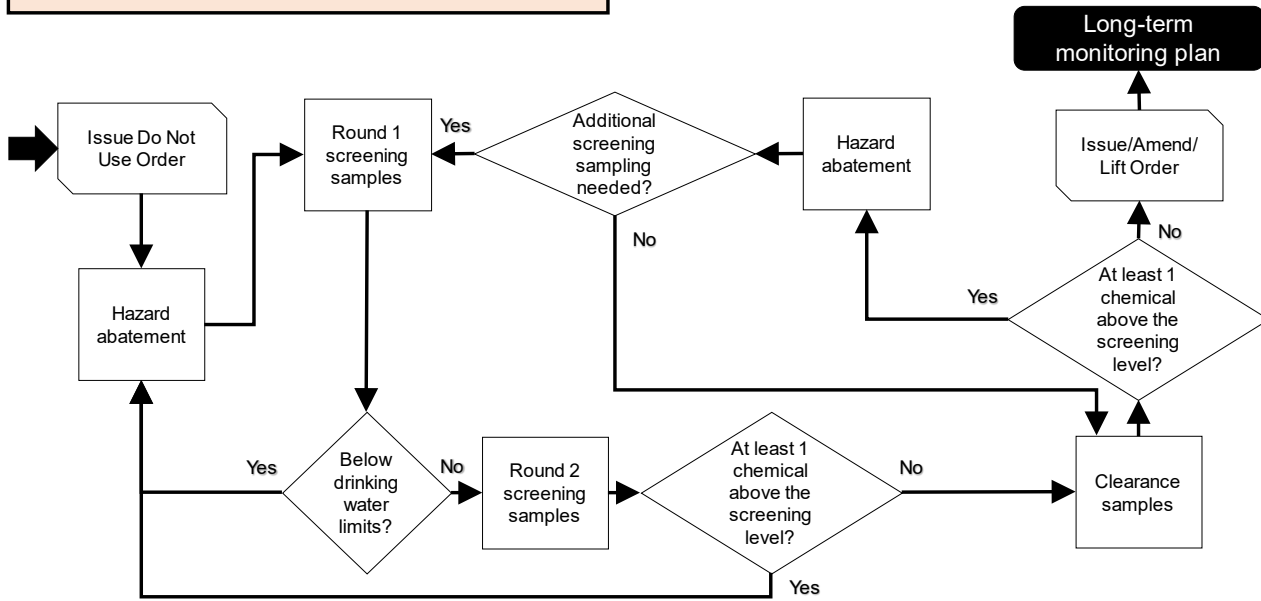 Long-term
monitoring plan
Issue Do Not
Use Order
Round 1
screening
samples
Yes
Additional
screening
sampling
needed?
Hazard
abatement
Issue/Amend/
Lift Order
No
No
Hazard
abatement
Yes
At least 1
chemical
above the
screening
level?
Yes
Below
drinking
water
limits?
No
Round 2
screening
samples
At least 1
chemical
above the
screening
level?
No
Clearance
samples
Yes